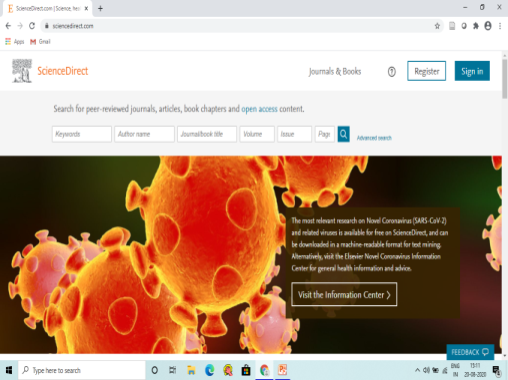 ScienceDirect.com | Science, hea
sciencedirect.com
Apps Gmail
ScienceDirect
Journals & Books
Register
Sign in
Search for peer-reviewed journals, articles, book chapters and open access content.
Keywords
Author name
Journal/book title
Volume
Issue
Page
Advanced search
The most relevant research on Novel Coronavirus (SARS-CoV-2)
and related viruses is available for free on ScienceDirect, and can
be downloaded in a machine-readable format for text mining.
Alternatively, visit the Elsevier Novel Coronavirus Information
Center for general health information and advice.
Visit the Information Center
FEEDBACK
Type here to search
ENG
IN
15:11
20-08-2020